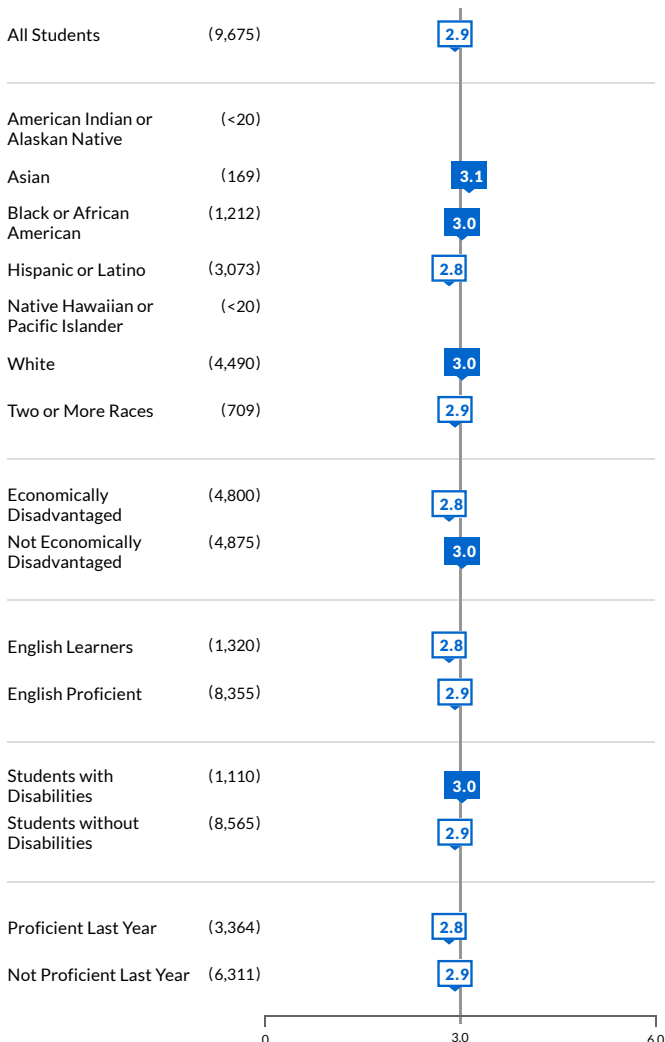 All Students (9,675) 2.9
American Indian or (<20)
Alaskan Native
Asian (169) 3.1
Black or African (1,212) 3.0
American
Hispanic or Latino (3,073) 2.8
Native Hawaiian or (<20)
Pacific Islander
White (4,490) 3.0
Two or More Races (709) 2.9
Economically (4,800) 2.8
Disadvantaged
Not Economically (4,875) 3.0
Disadvantaged
English Learners (1,320) 2.8
English Proficient (8,355) 2.9
Students with (1,110) 3.0
Disabilities
Students without (8,565) 2.9
Disabilities
Proficient Last Year (3,364) 2.8
Not Proficient Last Year (6,311) 2.9
0 3.0 6.0